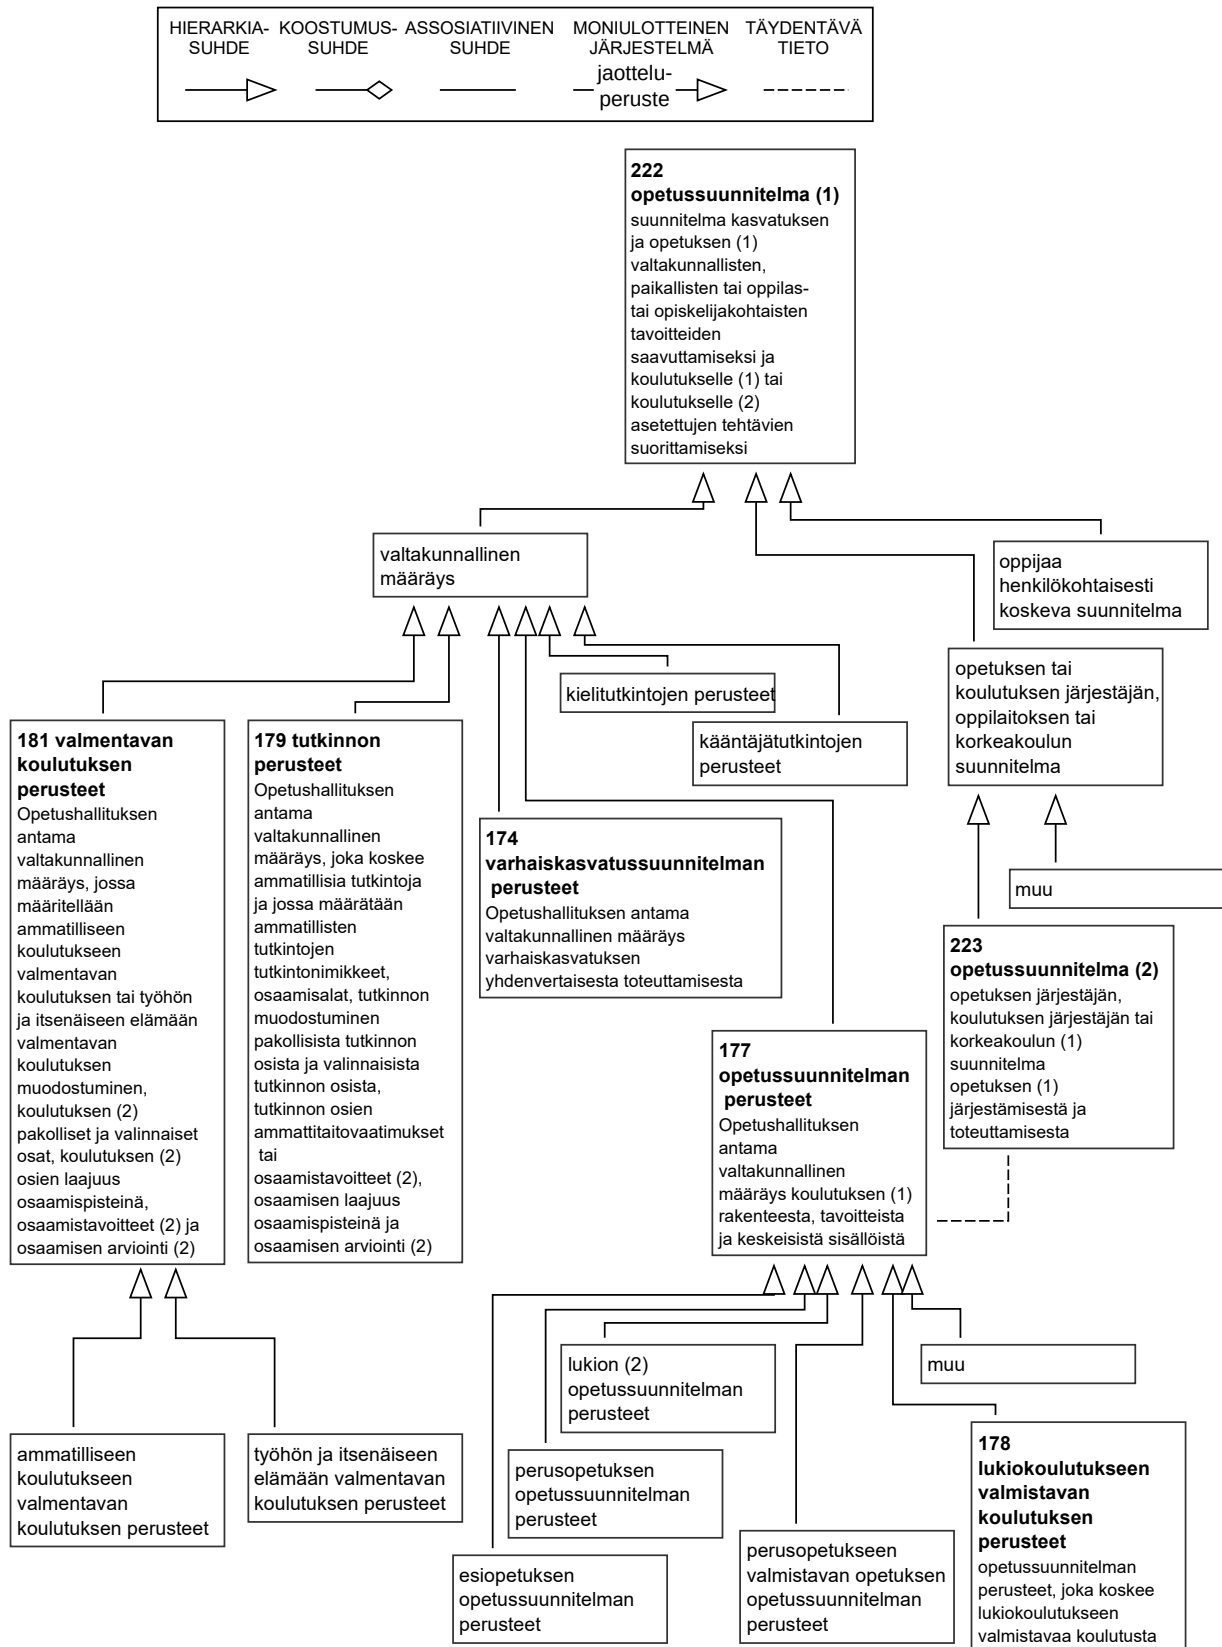 HIERARKIA-
SUHDE
KOOSTUMUS-
SUHDE
ASSOSIATIIVINEN
SUHDE
MONIULOTTEINEN
JÄRJESTELMÄ
jaottelu-
peruste
TÄYDENTÄVÄ
TIETO
222
opetussuunnitelma (1)
suunnitelma kasvatuksen
ja opetuksen (1)
valtakunnallisten,
paikallisten tai oppilas-
tai opiskelijakohtaisten
tavoitteiden
saavuttamiseksi ja
koulutukselle (1) tai
koulutukselle (2)
asetettujen tehtävien
suorittamiseksi
valtakunnallinen
määräys
oppijaa
henkilökohtaisesti
koskeva suunnitelma
opetuksen tai
koulutuksen järjestäjän,
oppilaitoksen tai
korkeakoulun
suunnitelma
kielitutkintojen perusteet
kääntäjätutkintojen
perusteet
181 valmentavan
koulutuksen
perusteet
Opetushallituksen
antama
valtakunnallinen
määräys, jossa
määritellään
ammatilliseen
koulutukseen
valmentavan
koulutuksen tai työhön
ja itsenäiseen elämään
valmentavan
koulutuksen
muodostuminen,
koulutuksen (2)
pakolliset ja valinnaiset
osat, koulutuksen (2)
osien laajuus
osaamispisteinä,
osaamistavoitteet (2) ja
osaamisen arviointi (2)
179 tutkinnon
perusteet
Opetushallituksen
antama
valtakunnallinen
määräys, joka koskee
ammatillisia tutkintoja
ja jossa määrätään
ammatillisten
tutkintojen
tutkintonimikkeet,
osaamisalat, tutkinnon
muodostuminen
pakollisista tutkinnon
osista ja valinnaisista
tutkinnon osista,
tutkinnon osien
ammattitaitovaatimukset
tai
osaamistavoitteet (2),
osaamisen laajuus
osaamispisteinä ja
osaamisen arviointi (2)
174
varhaiskasvatussuunnitelman
perusteet
Opetushallituksen antama
valtakunnallinen määräys
varhaiskasvatuksen
yhdenvertaisesta toteuttamisesta
muu
223
opetussuunnitelma (2)
opetuksen järjestäjän,
koulutuksen järjestäjän tai
korkeakoulun (1)
suunnitelma
opetuksen (1)
järjestämisestä ja
toteuttamisesta
177
opetussuunnitelman
perusteet
Opetushallituksen
antama
valtakunnallinen
määräys koulutuksen (1)
rakenteesta, tavoitteista
ja keskeisistä sisällöistä
lukion (2)
opetussuunnitelman
perusteet
muu
ammatilliseen
koulutukseen
valmentavan
koulutuksen perusteet
työhön ja itsenäiseen
elämään valmentavan
koulutuksen perusteet
perusopetuksen
opetussuunnitelman
perusteet
esiopetuksen
opetussuunnitelman
perusteet
perusopetukseen
valmistavan opetuksen
opetussuunnitelman
perusteet
178
lukiokoulutukseen
valmistavan
koulutuksen
perusteet
opetussuunnitelman
perusteet, joka koskee
lukiokoulutukseen
valmistavaa koulutusta